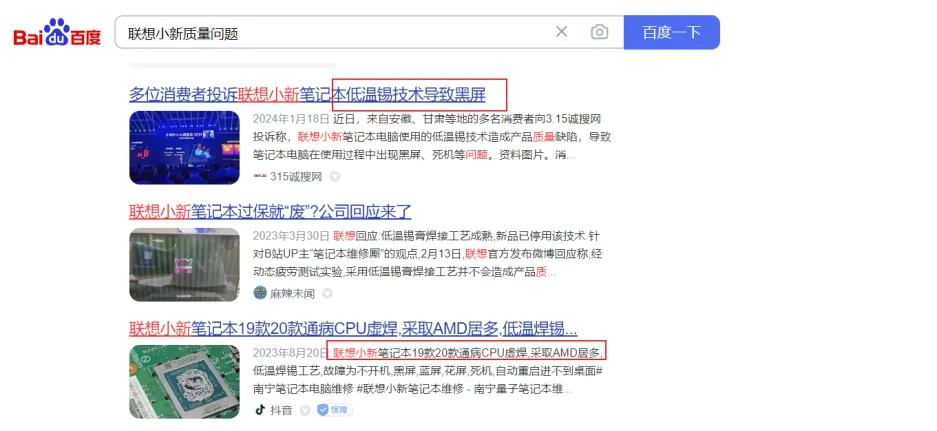 Bai du 百度
联想小新质量问题
百度一下
多位消费者投诉联想小新笔记本低温锡技术导致黑屏
2024年1月18日 近日，来自安徽、甘肃等地的多名消费者向3.15诚搜网
投诉称，联想小新笔记本电脑使用的低温锡技术造成产品质量缺陷，导致
笔记本电脑在使用过程中出现黑屏、死机等问题。资料图片。消...
315诚搜网
联想小新笔记本过保就“废”?公司回应来了
2023年3月30日 联想回应:低温锡膏焊接工艺成熟,新品已停用该技术 针
对B站UP主“笔记本维修厮”的观点,2月13日,联想官方发布微博回应称,经
动态疲劳测试实验,采用低温锡膏焊接工艺并不会造成产品质...
麻辣未闻
联想小新笔记本19款20款通病CPU虚焊,采取AMD居多,低温焊锡...
2023年8月20日 联想小新笔记本19款20款通病CPU虚焊,采取AMD居多,
低温焊锡工艺,故障为不开机,黑屏,蓝屏,花屏,死机,自动重启进不到桌面#
南宁笔记本电脑维修 #联想小新笔记本维修 - 南宁量子笔记本维...
抖音 保障